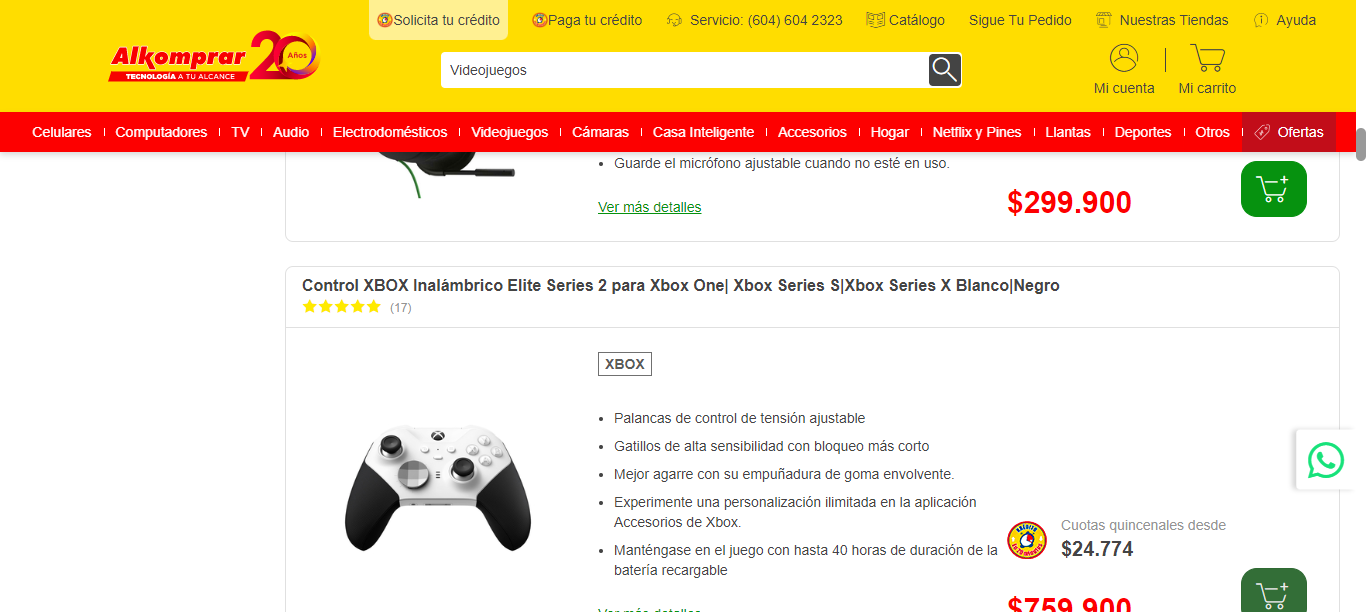 Solicita tu crédito
Paga tu crédito
Servicio: (604) 604 2323
Catálogo
Sigue Tu Pedido
Nuestras Tiendas
Ayuda
Alkomprar 20 Años
TECNOLOGÍA A TU ALCANCE
Videojuegos
Mi cuenta
Mi carrito
Celulares
Computadores
TV
Audio
Electrodomésticos
Videojuegos
Cámaras
Casa Inteligente
Accesorios
Hogar
Netflix y Pines
Llantas
Deportes
Otros
Ofertas
• Guarde el micrófono ajustable cuando no esté en uso.
Ver más detalles
$299.900
Control XBOX Inalámbrico Elite Series 2 para Xbox One| Xbox Series S|Xbox Series X Blanco|Negro
(17)
XBOX
• Palancas de control de tensión ajustable
• Gatillos de alta sensibilidad con bloqueo más corto
• Mejor agarre con su empuñadura de goma envolvente.
• Experimente una personalización ilimitada en la aplicación
Accesorios de Xbox.
• Manténgase en el juego con hasta 40 horas de duración de la
batería recargable
Cuotas quincenales desde
$24.774
Ver más detalles
$759.900